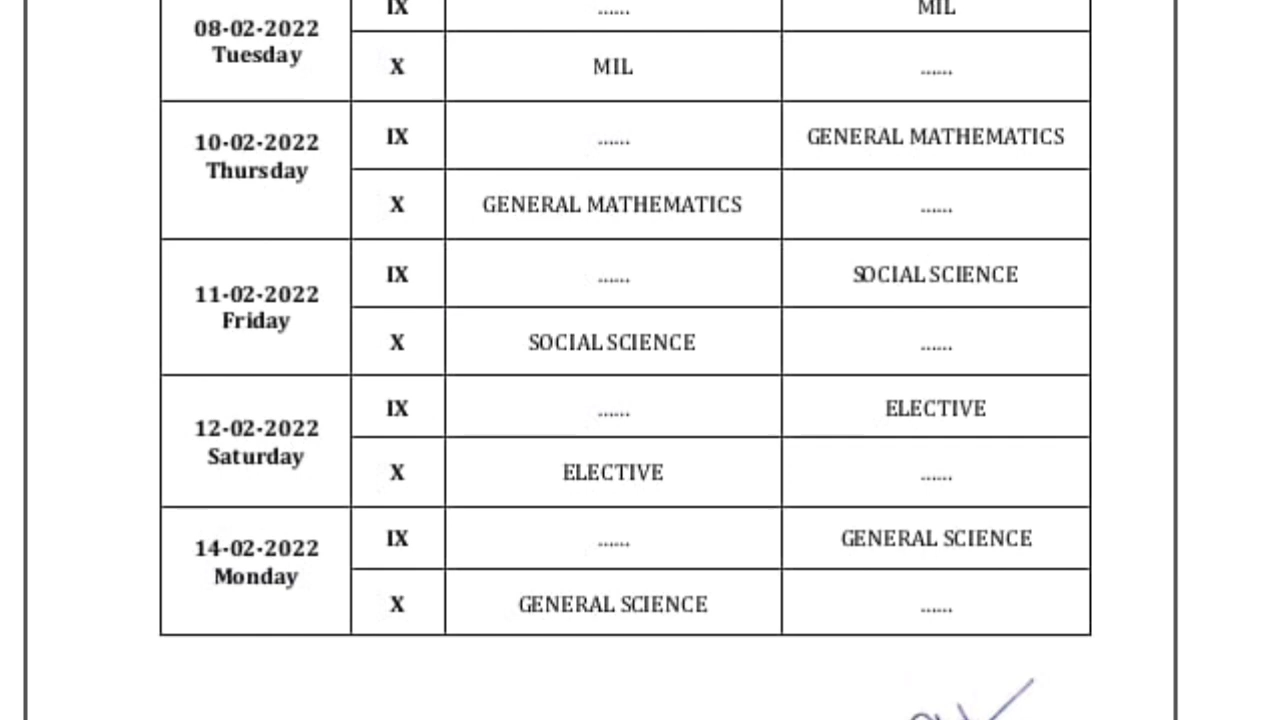 IX ...... MIL
08-02-2022
Tuesday
X MIL ......
10-02-2022
Thursday
IX ...... GENERAL MATHEMATICS
X GENERAL MATHEMATICS ......
11-02-2022
Friday
IX ...... SOCIAL SCIENCE
X SOCIAL SCIENCE ......
12-02-2022
Saturday
IX ...... ELECTIVE
X ELECTIVE ......
14-02-2022
Monday
IX ...... GENERAL SCIENCE
X GENERAL SCIENCE ......